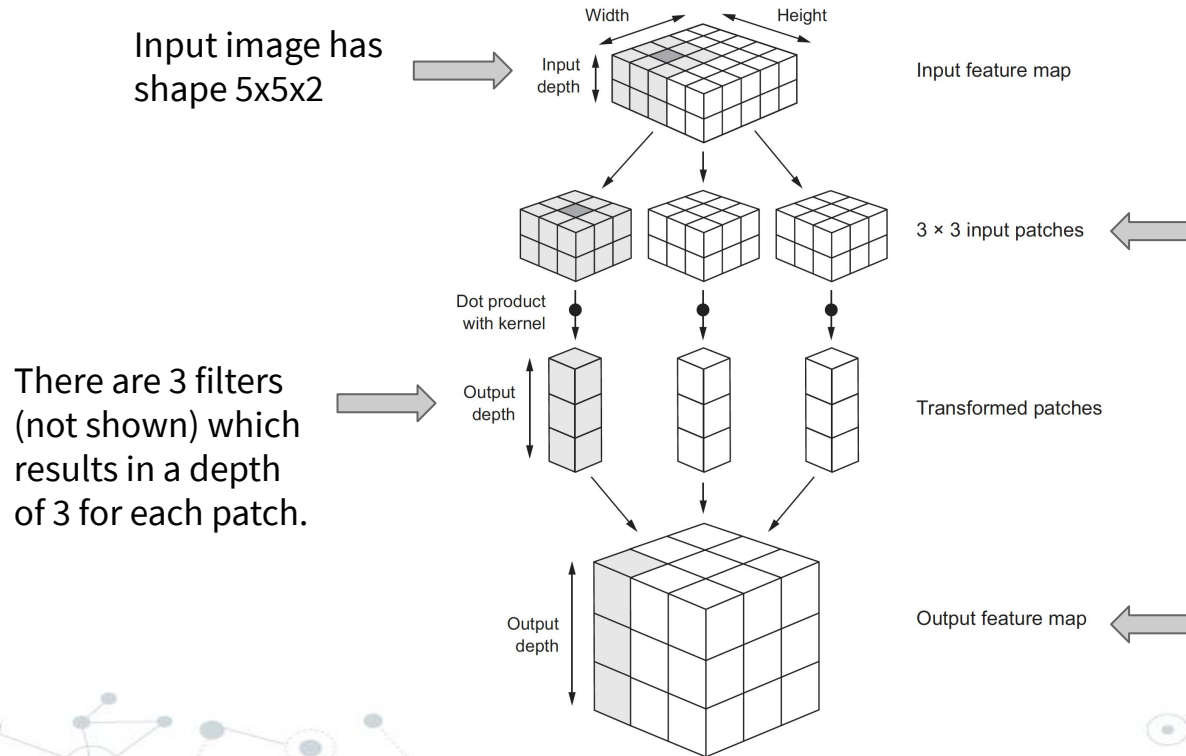 Width
Height
Input image has
shape 5x5x2
Input
depth
Input feature map
3 × 3 input patches
Dot product
with kernel
There are 3 filters
(not shown) which
results in a depth
of 3 for each patch.
Output
depth
Transformed patches
Output
depth
Output feature map